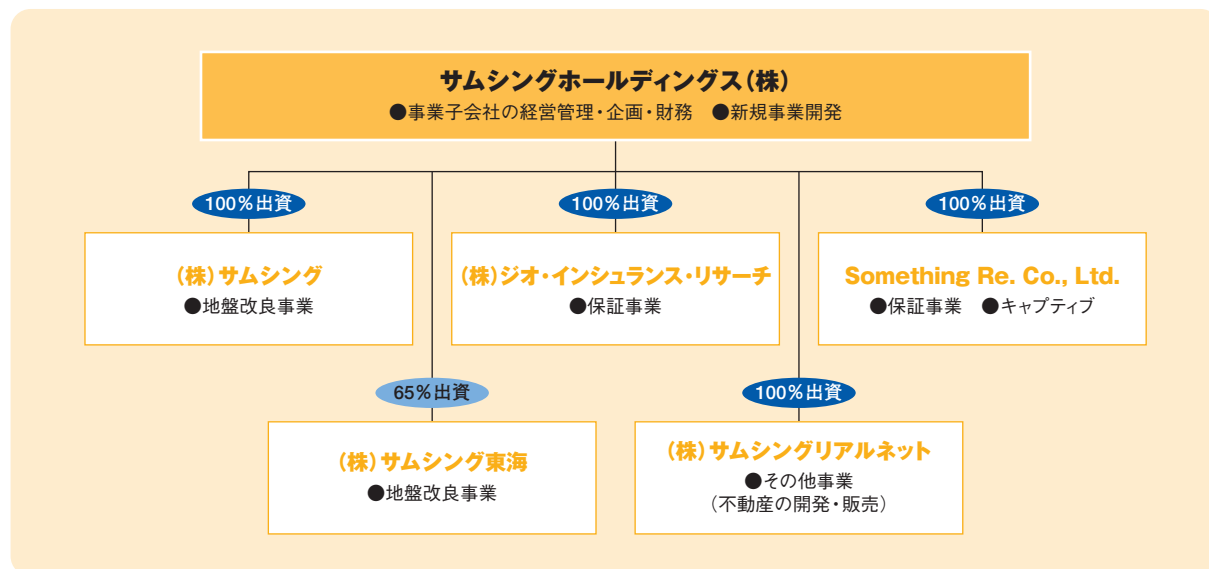 サムシングホールディングス(株)
●事業子会社の経営管理・企画・財務　●新規事業開発
100%出資
(株)サムシング
●地盤改良事業
100%出資
(株)ジオ・インシュランス・リサーチ
●保証事業
100%出資
Something Re. Co., Ltd.
●保証事業　●キャプティブ
65%出資
(株)サムシング東海
●地盤改良事業
100%出資
(株)サムシングリアルネット
●その他事業
(不動産の開発・販売)